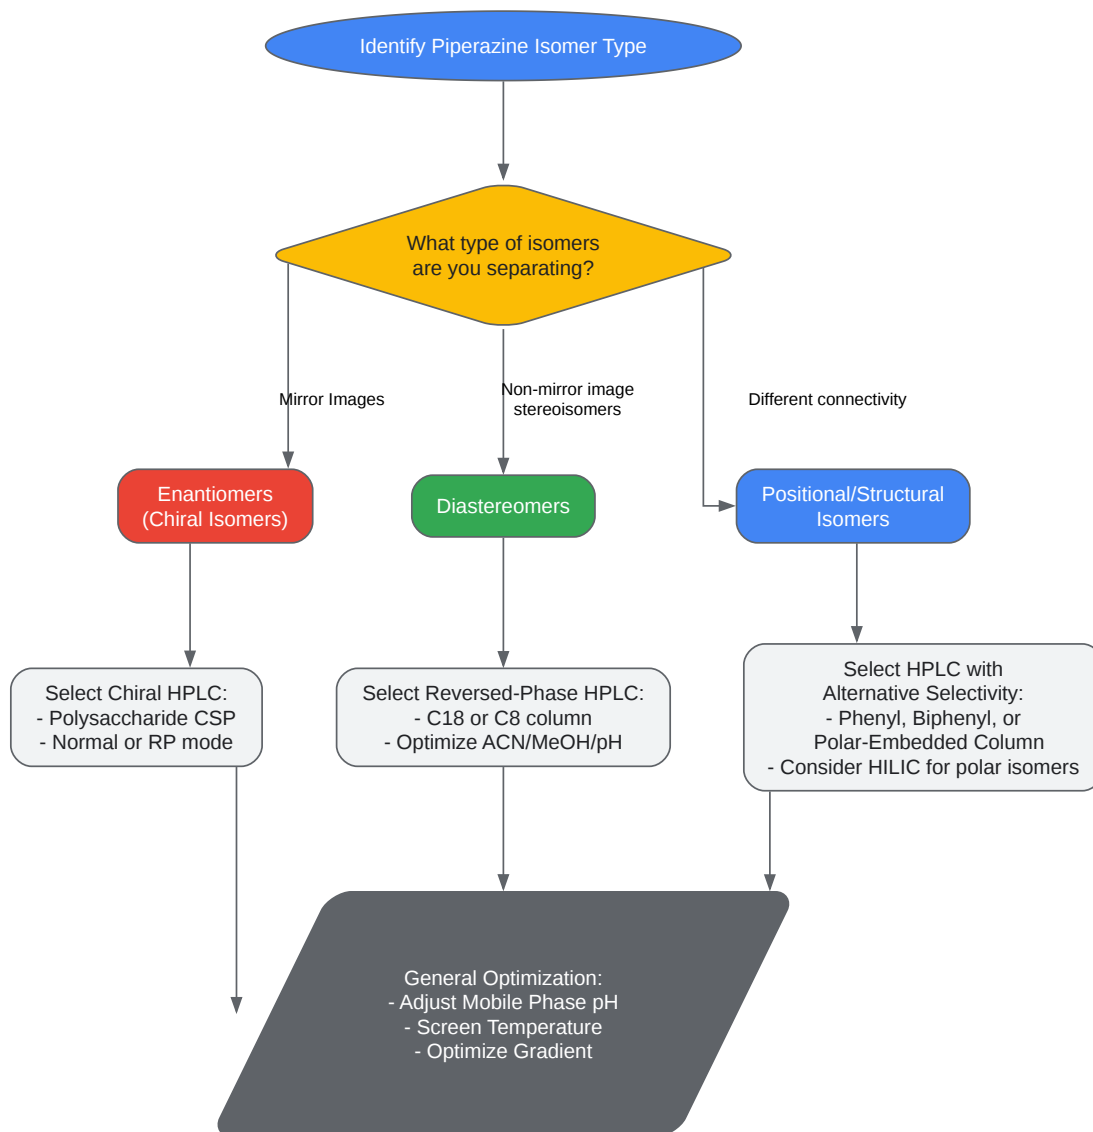 Identify Piperazine Isomer Type
What type of isomers
are you separating?
Mirror Images
Non-mirror image
stereoisomers
Different connectivity
Enantiomers
(Chiral Isomers)
Diastereomers
Positional/Structural
Isomers
Select Chiral HPLC:
- Polysaccharide CSP
- Normal or RP mode
Select Reversed-Phase HPLC:
- C18 or C8 column
- Optimize ACN/MeOH/pH
Select HPLC with
Alternative Selectivity:
- Phenyl, Biphenyl, or
Polar-Embedded Column
- Consider HILIC for polar isomers
General Optimization:
- Adjust Mobile Phase pH
- Screen Temperature
- Optimize Gradient